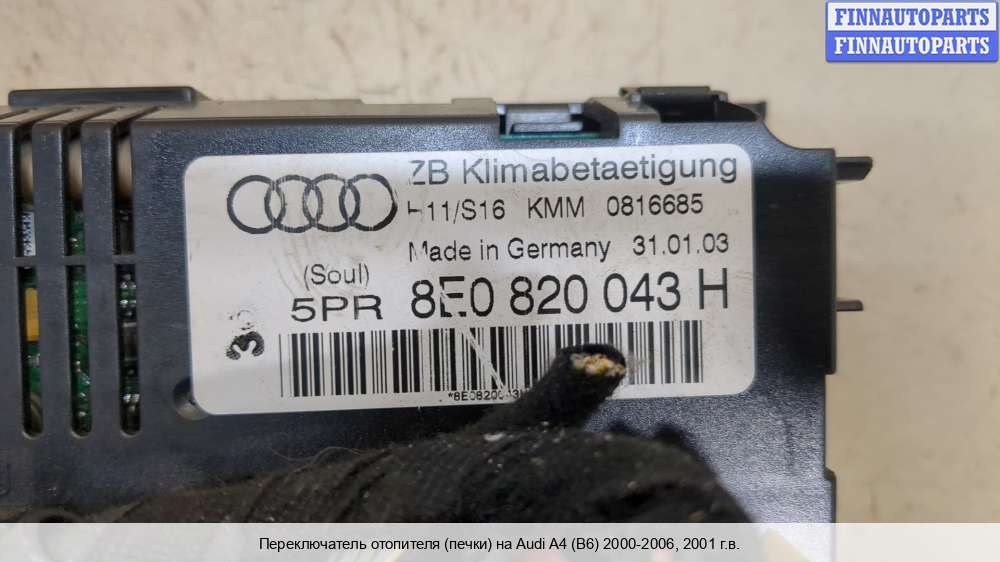 FINNAUTOPARTS
FINNAUTOPARTS
ZB Klimabetaetigung
H11/S16 KMM 0816685
Made in Germany 31.01.03
(Soul)
5PR 8E0 820 043 H
Переключатель отопителя (печки) на Audi A4 (B6) 2000-2006, 2001 г.в.